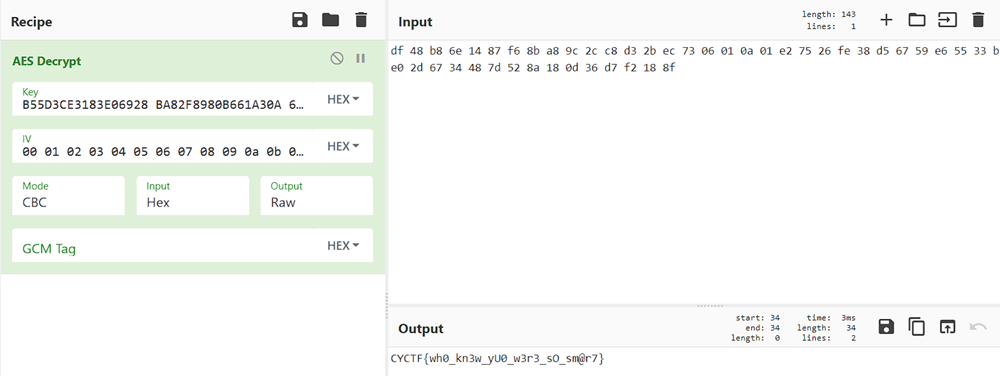 Recipe
AES Decrypt
Key
B55D3CE3183E06928 BA82F8980B661A30A 6…
HEX
IV
00 01 02 03 04 05 06 07 08 09 0a 0b 0…
HEX
Mode
CBC
Input
Hex
Output
Raw
GCM Tag
HEX
Input
length: 143
lines: 1
df 48 b8 6e 14 87 f6 8b a8 9c 2c c8 d3 2b ec 73 06 01 0a 01 e2 75 26 fe 38 d5 67 59 e6 55 33 b
e0 2d 67 34 48 7d 52 8a 18 0d 36 d7 f2 18 8f
Output
start: 34 time: 3ms
end: 34 length: 34
length: 0 lines: 2
CYCTF{wh0_kn3w_yU0_w3r3_sO_sm@r7}